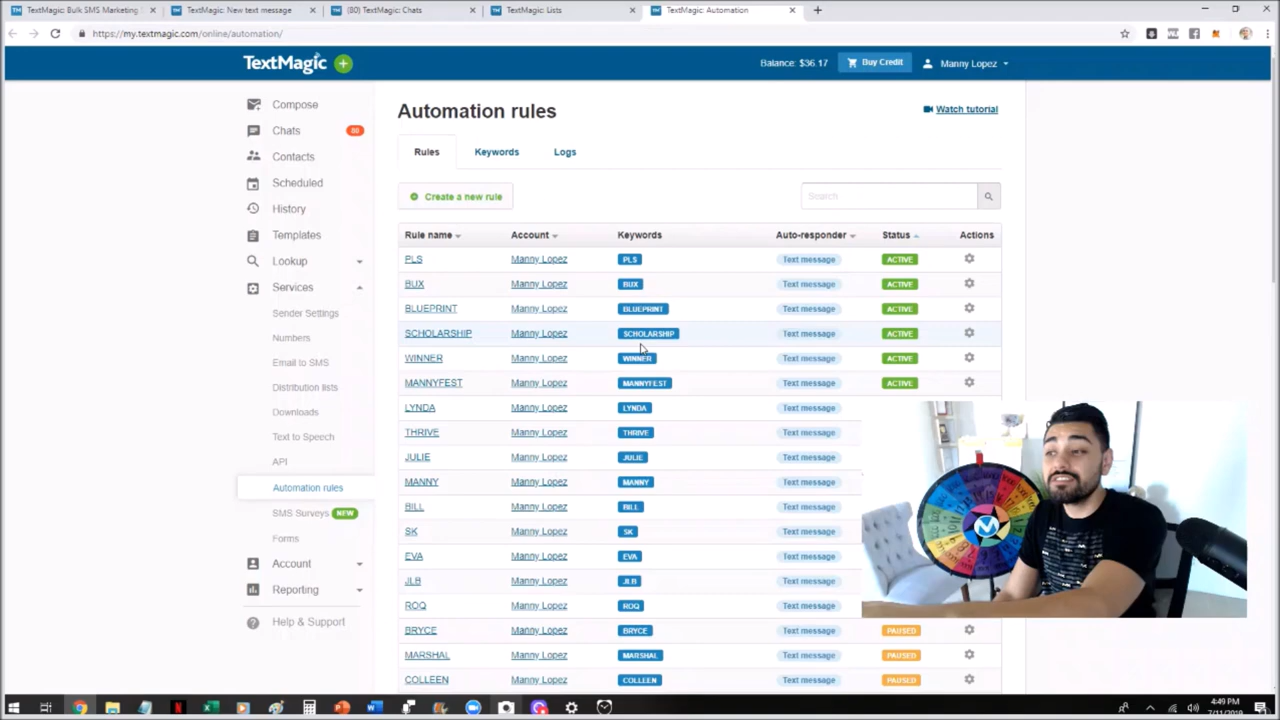 TextMagic: Bulk SMS Marketing
TextMagic: New text message
(80) TextMagic: Chats
TextMagic: Lists
TextMagic: Automation
https://my.textmagic.com/online/automation/
TextMagic
Balance: $36.17
Buy Credit
Manny Lopez
Compose
Chats
Contacts
Scheduled
History
Templates
Lookup
Services
Sender Settings
Numbers
Email to SMS
Distribution lists
Downloads
Text to Speech
API
Automation rules
SMS Surveys NEW
Forms
Account
Reporting
Help & Support
Automation rules
Watch tutorial
Rules Keywords Logs
Create a new rule
Search
Rule name Account Keywords Auto-responder Status Actions
PLS Manny Lopez PLS Text message ACTIVE
BUX Manny Lopez BUX Text message ACTIVE
BLUEPRINT Manny Lopez BLUEPRINT Text message ACTIVE
SCHOLARSHIP Manny Lopez SCHOLARSHIP Text message ACTIVE
WINNER Manny Lopez WINNER Text message ACTIVE
MANNYFEST Manny Lopez MANNYFEST Text message ACTIVE
LYNDA Manny Lopez LYNDA Text message
THRIVE Manny Lopez THRIVE Text message
JULIE Manny Lopez JULIE Text message
MANNY Manny Lopez MANNY Text message
BILL Manny Lopez BILL Text message
SK Manny Lopez SK Text message
EVA Manny Lopez EVA Text message
JLB Manny Lopez JLB Text message
ROQ Manny Lopez ROQ Text message
BRYCE Manny Lopez BRYCE Text message PAUSED
MARSHAL Manny Lopez MARSHAL Text message PAUSED
COLLEEN Manny Lopez COLLEEN Text message PAUSED
4:49 PM
7/11/2019